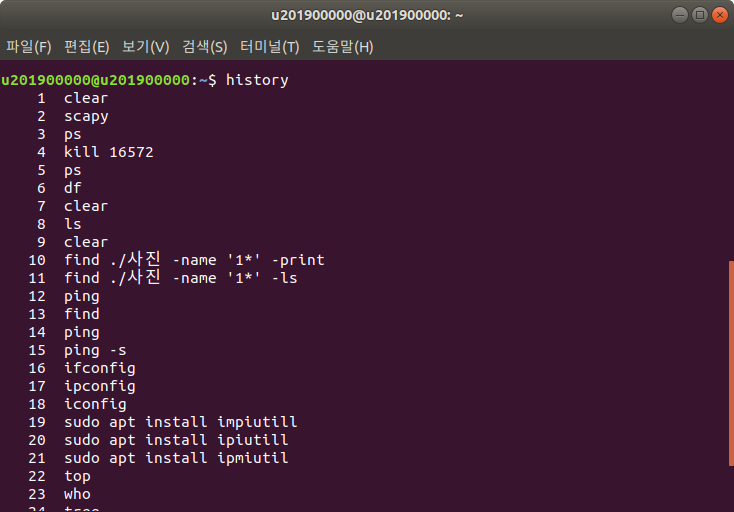 u201900000@u201900000: ~
파일(F) 편집(E) 보기(V) 검색(S) 터미널(T) 도움말(H)
u201900000@u201900000:~$ history
1 clear
2 scapy
3 ps
4 kill 16572
5 ps
6 df
7 clear
8 ls
9 clear
10 find ./사진 -name '1*' -print
11 find ./사진 -name '1*' -ls
12 ping
13 find
14 ping
15 ping -s
16 ifconfig
17 ipconfig
18 iconfig
19 sudo apt install impiutill
20 sudo apt install ipiutill
21 sudo apt install ipmiutil
22 top
23 who
24 tree